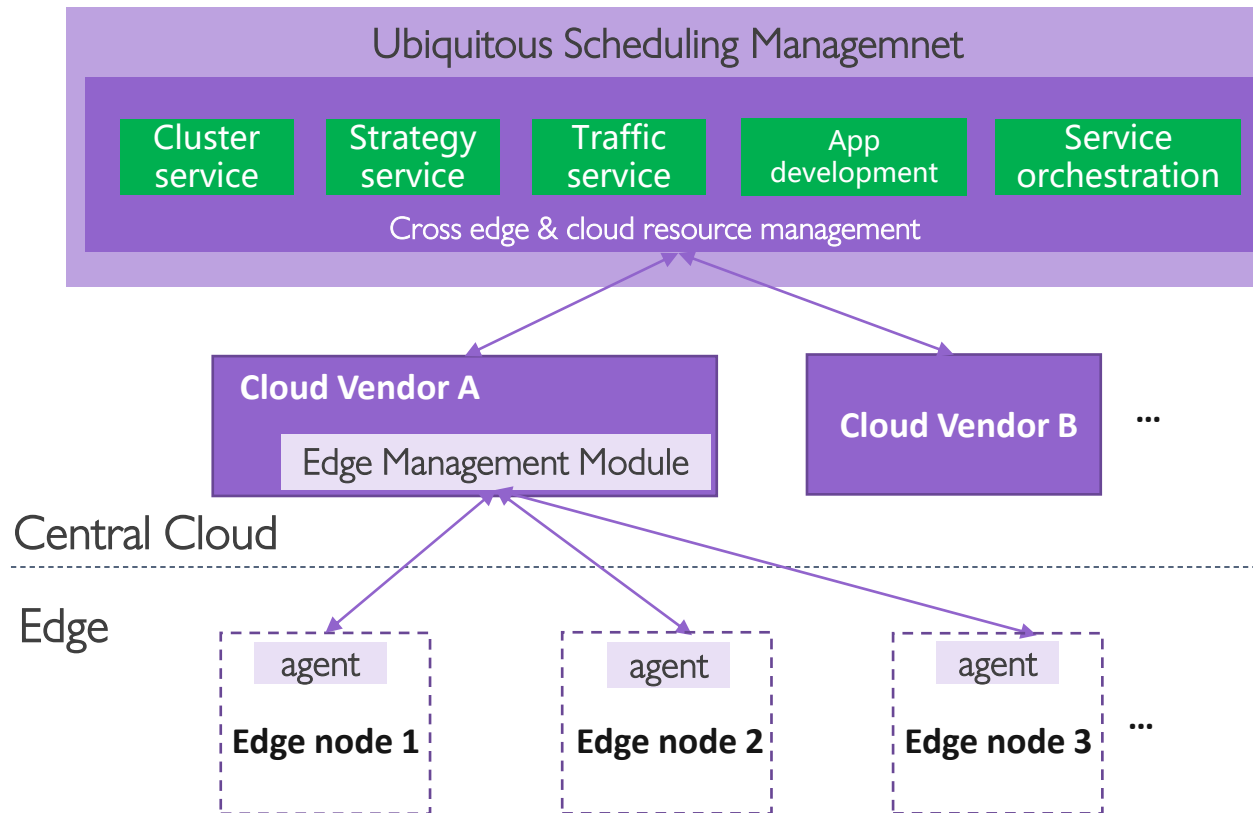 Ubiquitous Scheduling Managemnet
Cluster
service
Strategy
service
Traffic
service
App
development
Service
orchestration
Cross edge & cloud resource management
Cloud Vendor A
Edge Management Module
Cloud Vendor B
...
Central Cloud
Edge
agent
Edge node 1
agent
Edge node 2
agent
Edge node 3
...